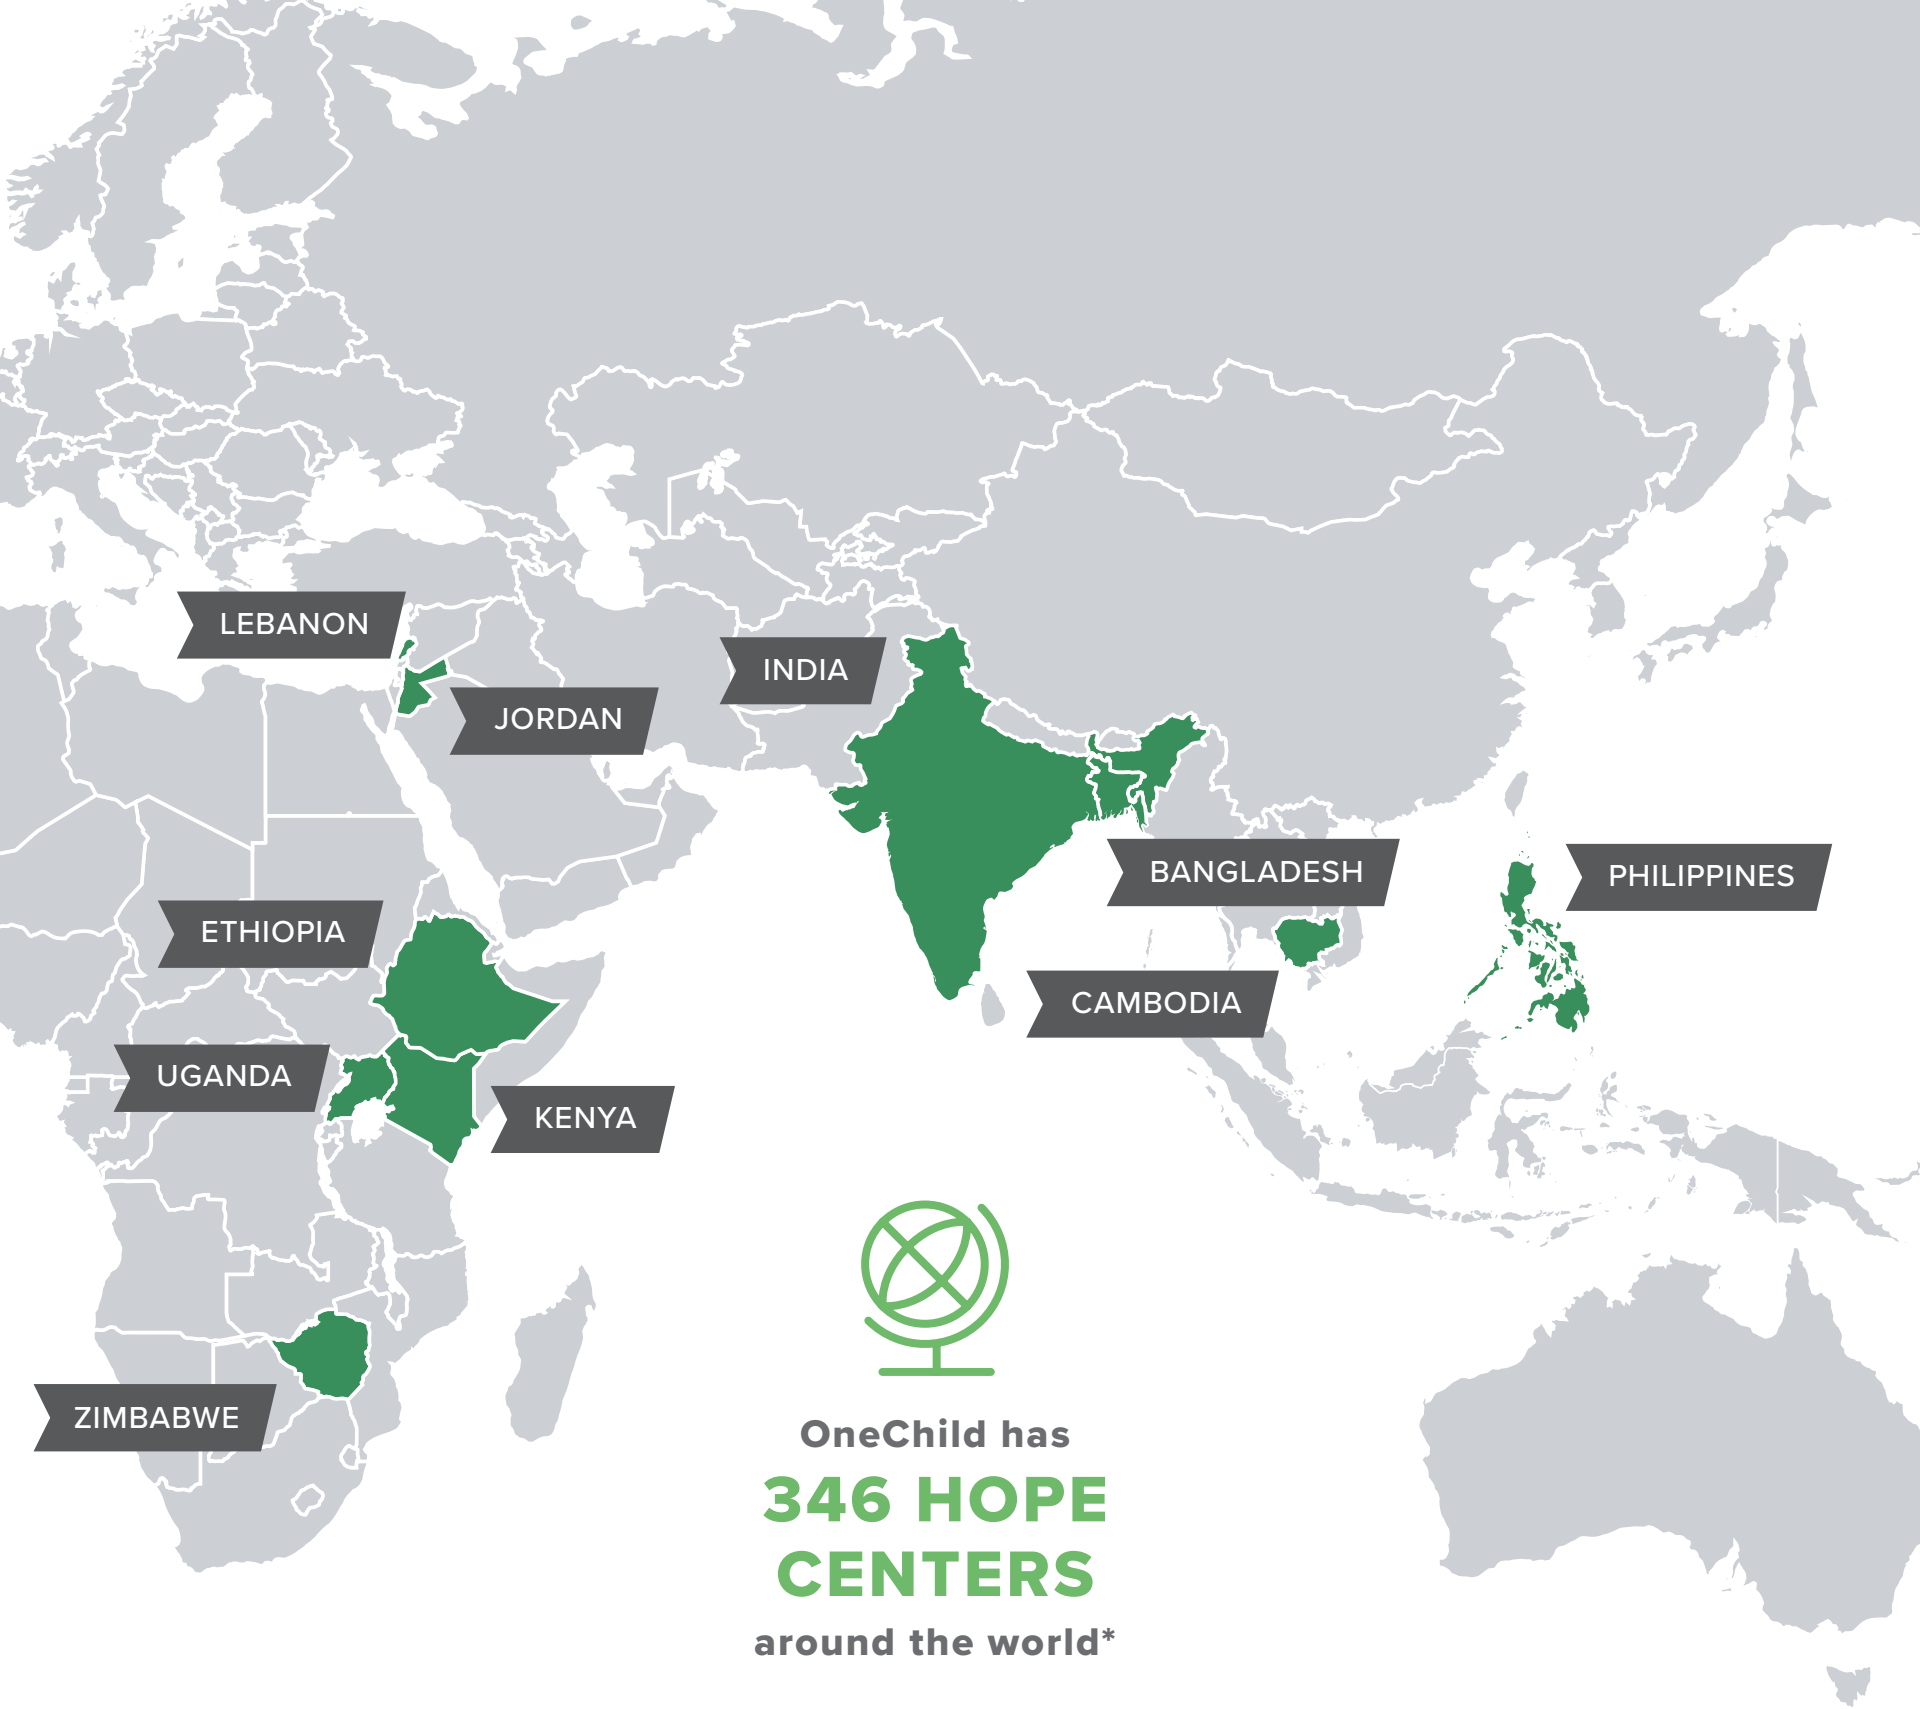 LEBANON
INDIA
JORDAN
BANGLADESH
PHILIPPINES
ETHIOPIA
CAMBODIA
UGANDA
KENYA
ZIMBABWE
OneChild has
346 HOPE
CENTERS
around the world*